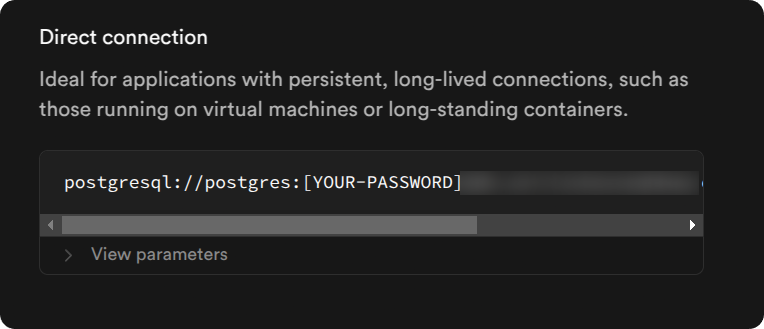 Direct connection
Ideal for applications with persistent, long-lived connections, such as
those running on virtual machines or long-standing containers.
postgresql://postgres:[YOUR-PASSWORD]
View parameters